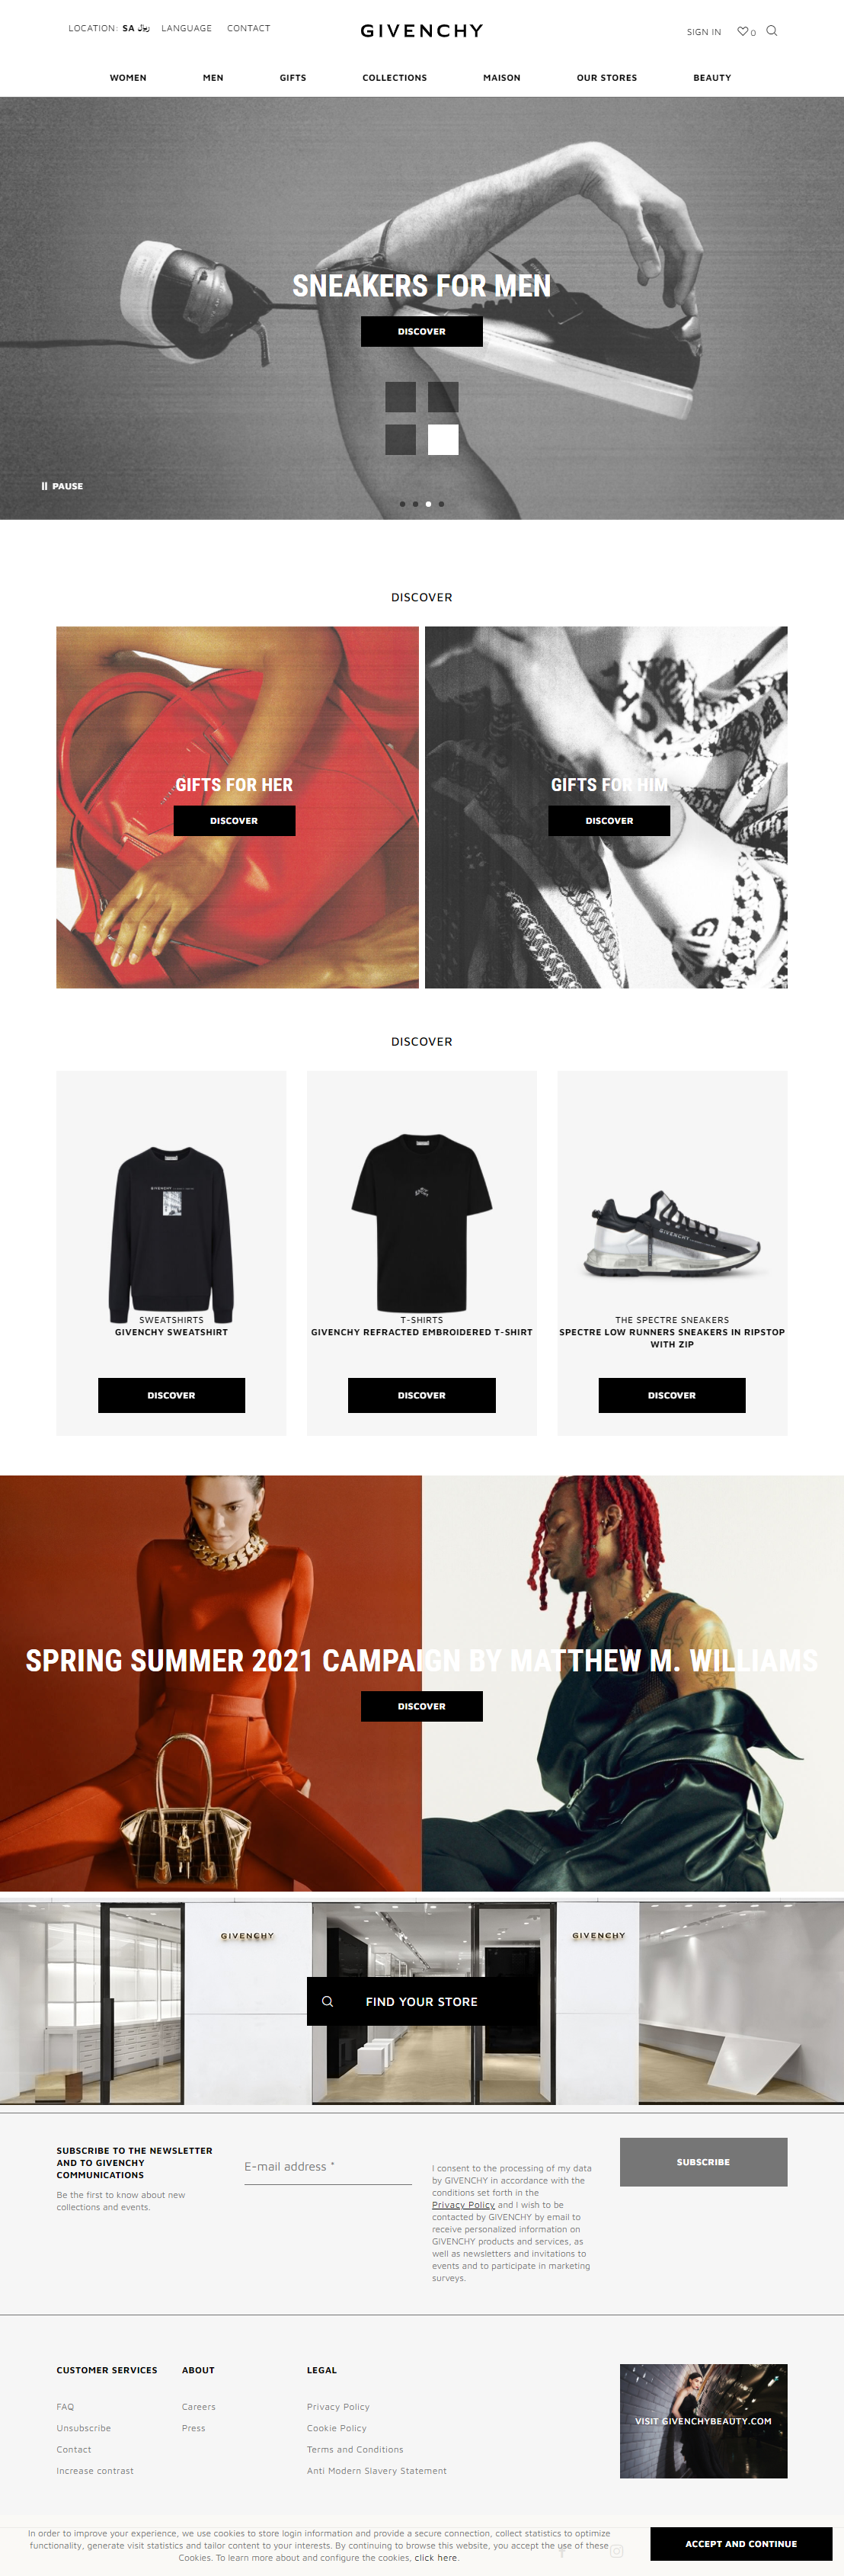 LOCATION: SA ﷼ LANGUAGE CONTACT
GIVENCHY
SIGN IN 0
WOMEN MEN GIFTS COLLECTIONS MAISON OUR STORES BEAUTY
SNEAKERS FOR MEN
DISCOVER
PAUSE
DISCOVER
GIFTS FOR HER
DISCOVER
GIFTS FOR HIM
DISCOVER
DISCOVER
GIVENCHY
SWEATSHIRTS
GIVENCHY SWEATSHIRT
DISCOVER
T-SHIRTS
GIVENCHY REFRACTED EMBROIDERED T-SHIRT
DISCOVER
GIVENCHY
THE SPECTRE SNEAKERS
SPECTRE LOW RUNNERS SNEAKERS IN RIPSTOP
WITH ZIP
DISCOVER
SPRING SUMMER 2021 CAMPAIGN BY MATTHEW M. WILLIAMS
DISCOVER
GIVENCHY
GIVENCHY
FIND YOUR STORE
SUBSCRIBE TO THE NEWSLETTER
AND TO GIVENCHY
COMMUNICATIONS
Be the first to know about new
collections and events.
E-mail address *
I consent to the processing of my data
by GIVENCHY in accordance with the
conditions set forth in the
Privacy Policy and I wish to be
contacted by GIVENCHY by email to
receive personalized information on
GIVENCHY products and services, as
well as newsletters and invitations to
events and to participate in marketing
surveys.
SUBSCRIBE
CUSTOMER SERVICES
FAQ
Unsubscribe
Contact
Increase contrast
ABOUT
Careers
Press
LEGAL
Privacy Policy
Cookie Policy
Terms and Conditions
Anti Modern Slavery Statement
VISIT GIVENCHYBEAUTY.COM
In order to improve your experience, we use cookies to store login information and provide a secure connection, collect statistics to optimize
functionality, generate visit statistics and tailor content to your interests. By continuing to browse this website, you accept the use of these
Cookies. To learn more about and configure the cookies, click here.
ACCEPT AND CONTINUE